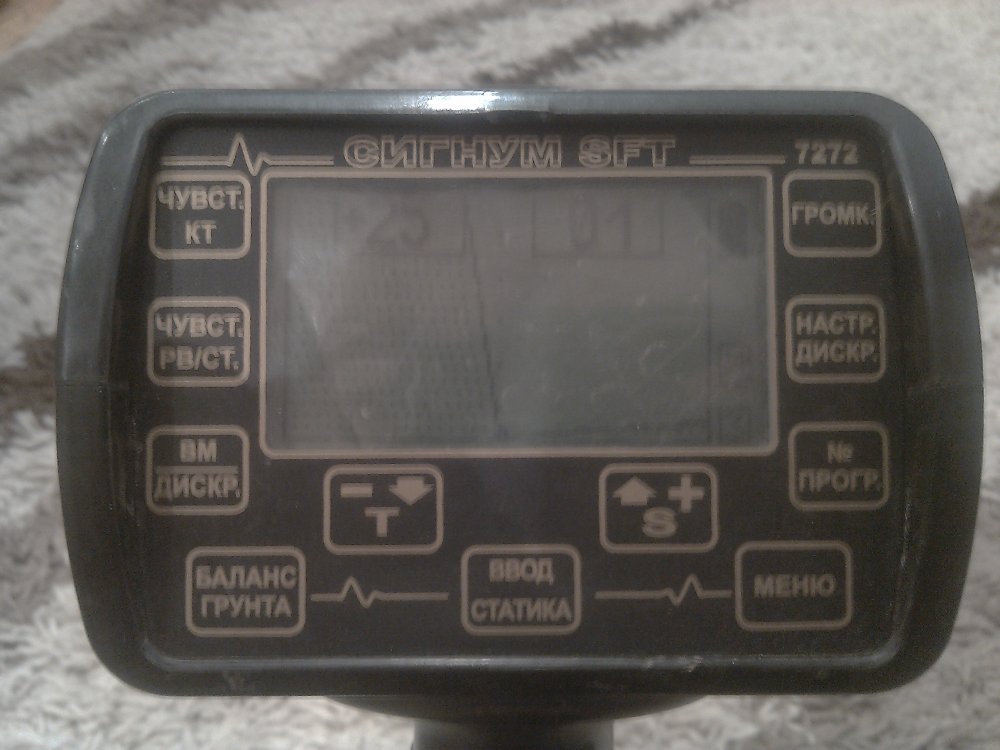 СИГНУМ SFT 7272
ЧУВСТ.
КТ
ГРОМК.
ЧУВСТ.
РВ/СТ.
НАСТР.
ДИСКР.
ВМ
ДИСКР.
№
ПРОГР.
Т
+
S
БАЛАНС
ГРУНТА
ВВОД
СТАТИКА
МЕНЮ